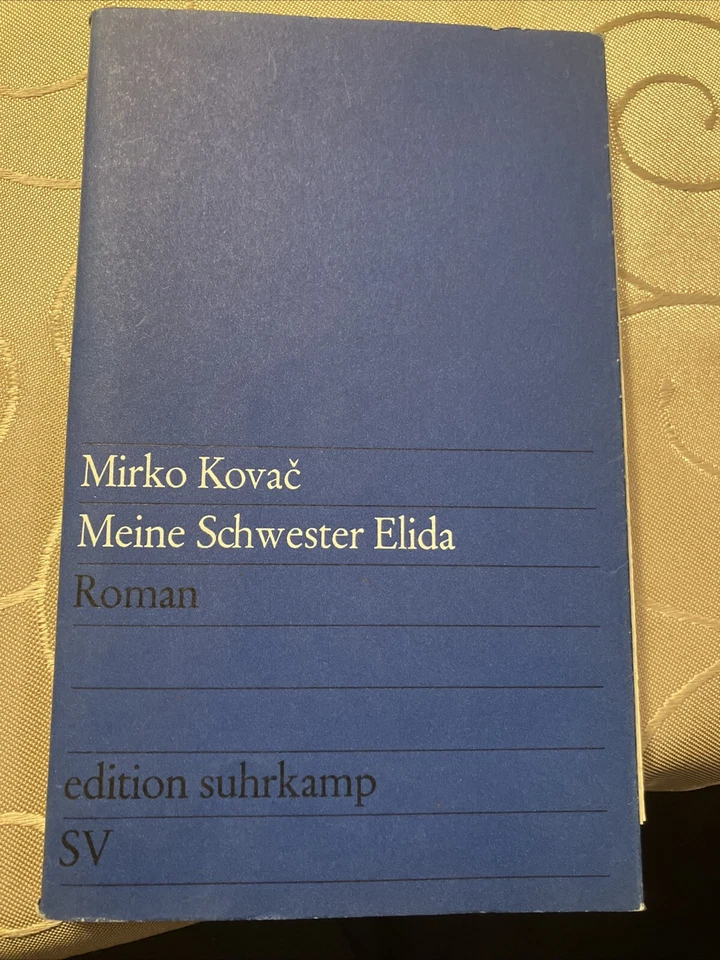 Mirko Kovač
Meine Schwester Elida
Roman
edition suhrkamp
SV